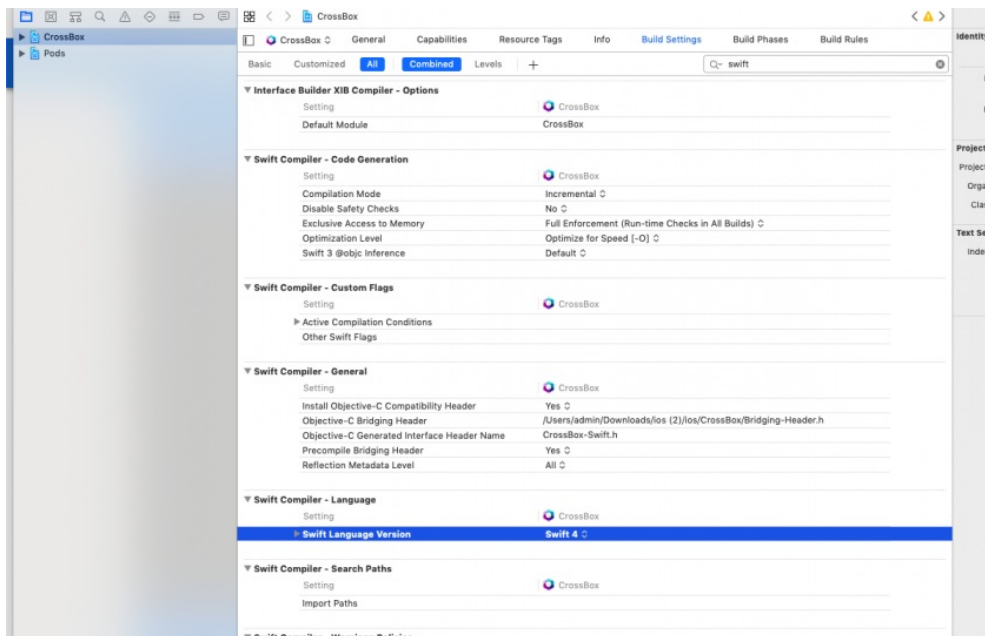 CrossBox
CrossBox
Pods
CrossBox General Capabilities Resource Tags Info Build Settings Build Phases Build Rules
Basic Customized All Combined Levels + swift
Interface Builder XIB Compiler - Options
Setting CrossBox
Default Module CrossBox
Swift Compiler - Code Generation
Setting CrossBox
Compilation Mode Incremental
Disable Safety Checks No
Exclusive Access to Memory Full Enforcement (Run-time Checks in All Builds)
Optimization Level Optimize for Speed [-O]
Swift 3 @objc Inference Default
Swift Compiler - Custom Flags
Setting CrossBox
Active Compilation Conditions
Other Swift Flags
Swift Compiler - General
Setting CrossBox
Install Objective-C Compatibility Header Yes
Objective-C Bridging Header /Users/admin/Downloads/ios (2)/ios/CrossBox/Bridging-Header.h
Objective-C Generated Interface Header Name CrossBox-Swift.h
Precompile Bridging Header Yes
Reflection Metadata Level All
Swift Compiler - Language
Setting CrossBox
Swift Language Version Swift 4
Swift Compiler - Search Paths
Setting CrossBox
Import Paths
Identity
Project
Project
Orga
Clas
Text Se
Inde